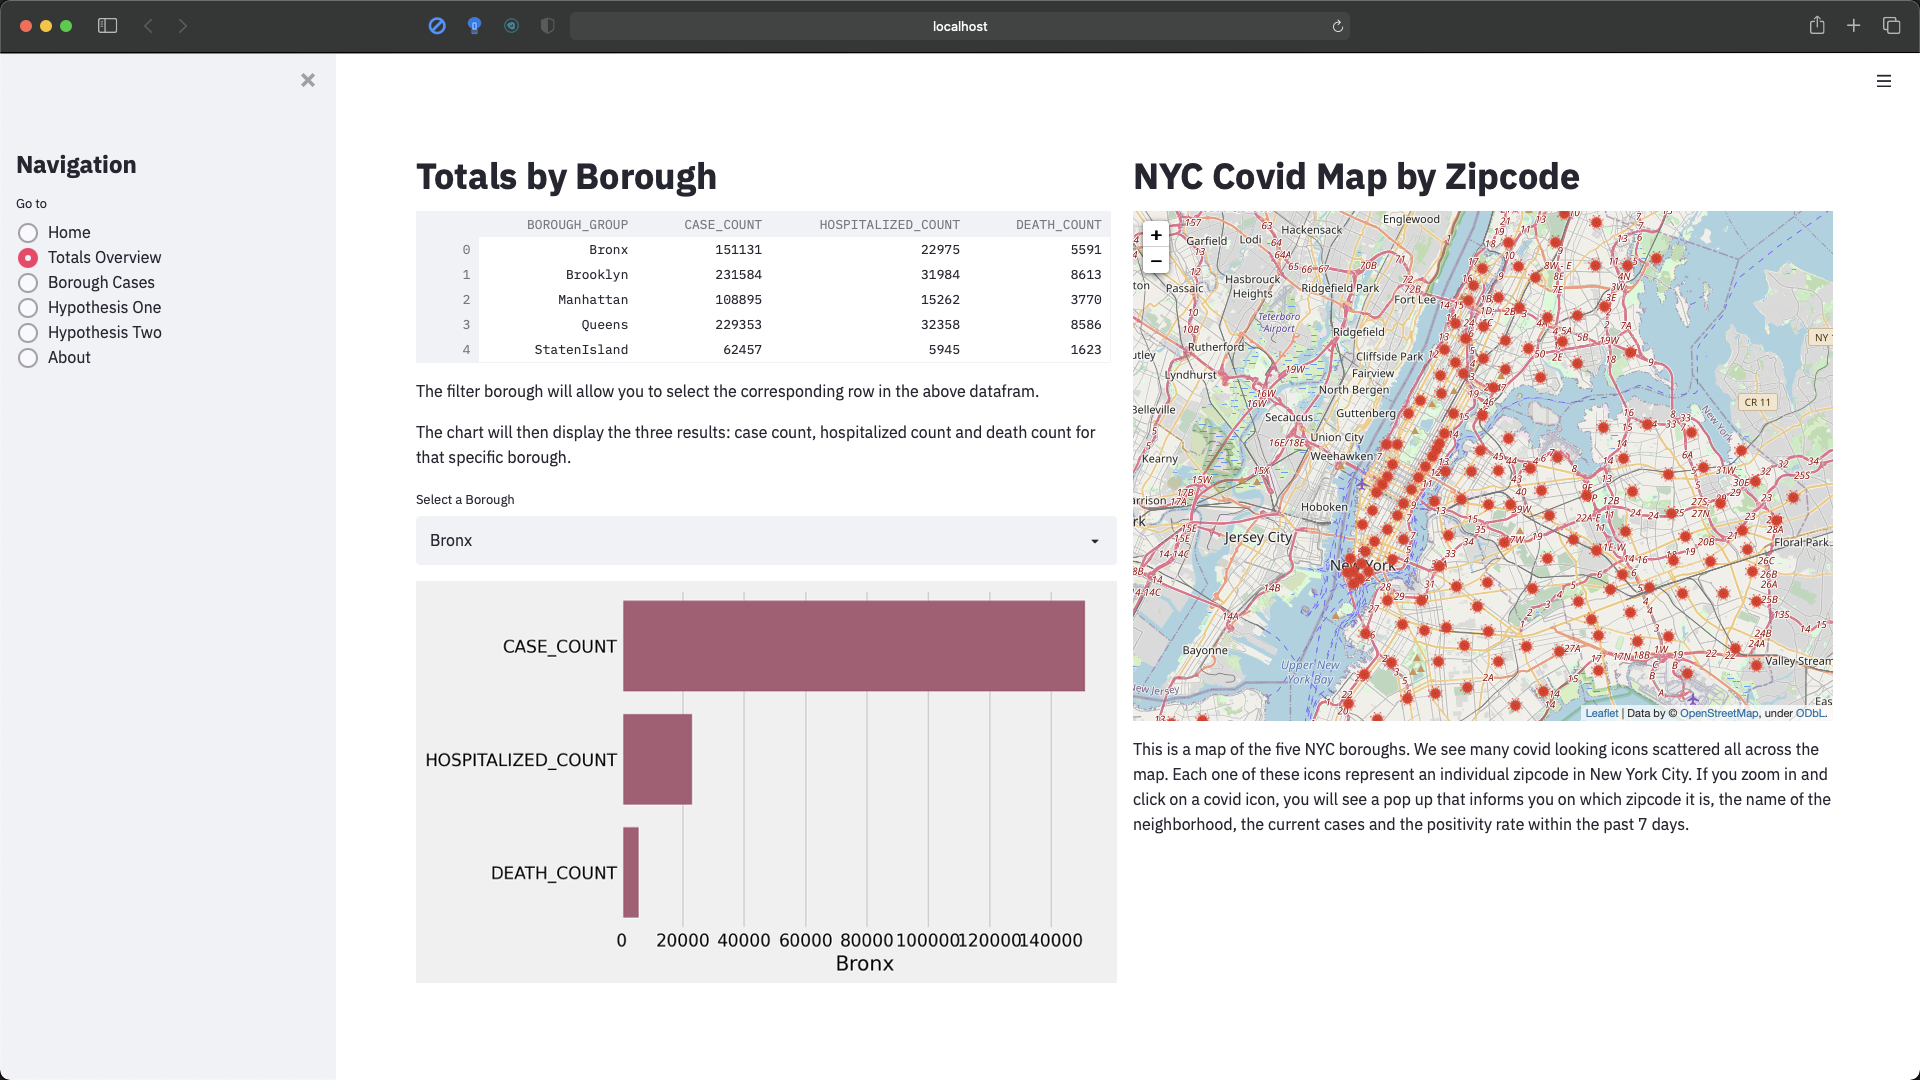 localhost
Navigation
Go to
Home
Totals Overview
Borough Cases
Hypothesis One
Hypothesis Two
About
Totals by Borough
BOROUGH_GROUP CASE_COUNT HOSPITALIZED_COUNT DEATH_COUNT
0 Bronx 151131 22975 5591
1 Brooklyn 231584 31984 8613
2 Manhattan 108895 15262 3770
3 Queens 229353 32358 8586
4 StatenIsland 62457 5945 1623
The filter borough will allow you to select the corresponding row in the above datafram.
The chart will then display the three results: case count, hospitalized count and death count for
that specific borough.
Select a Borough
Bronx
CASE_COUNT
HOSPITALIZED_COUNT
DEATH_COUNT
0 20000 40000 60000 80000 100000 120000 140000
Bronx
NYC Covid Map by Zipcode
+
−
Englewood
Hackensack
Garfield
Lodi
Passaic
Hasbrouck
Heights
Ridgefield Park
Fort Lee
Teterboro
Airport
Ridgefield
Rutherford
Cliffside Park
Lyndhurst
Fairview
North Bergen
Belleville
Secaucus
Guttenberg
CR 11
New York
Union City
Weehawken
Kearny
Hoboken
Jersey City
New York
Floral Park
Bayonne
Upper New
York Bay
Valley Stream
Leaflet | Data by © OpenStreetMap, under ODbL.
This is a map of the five NYC boroughs. We see many covid looking icons scattered all across the
map. Each one of these icons represent an individual zipcode in New York City. If you zoom in and
click on a covid icon, you will see a pop up that informs you on which zipcode it is, the name of the
neighborhood, the current cases and the positivity rate within the past 7 days.